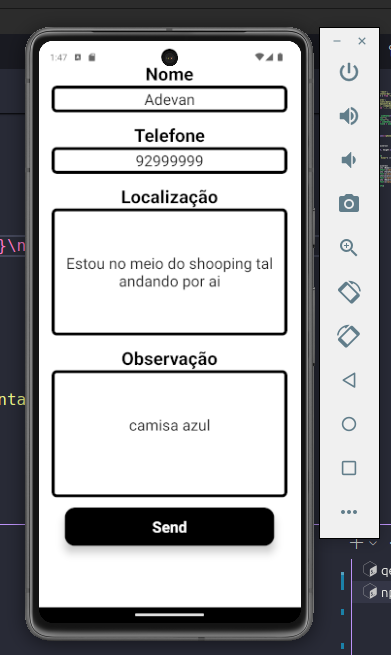 1:47
Nome
Adevan
Telefone
92999999
Localização
}\n
Estou no meio do shooping tal
andando por ai
Observação
nta
camisa azul
Send
qe
np